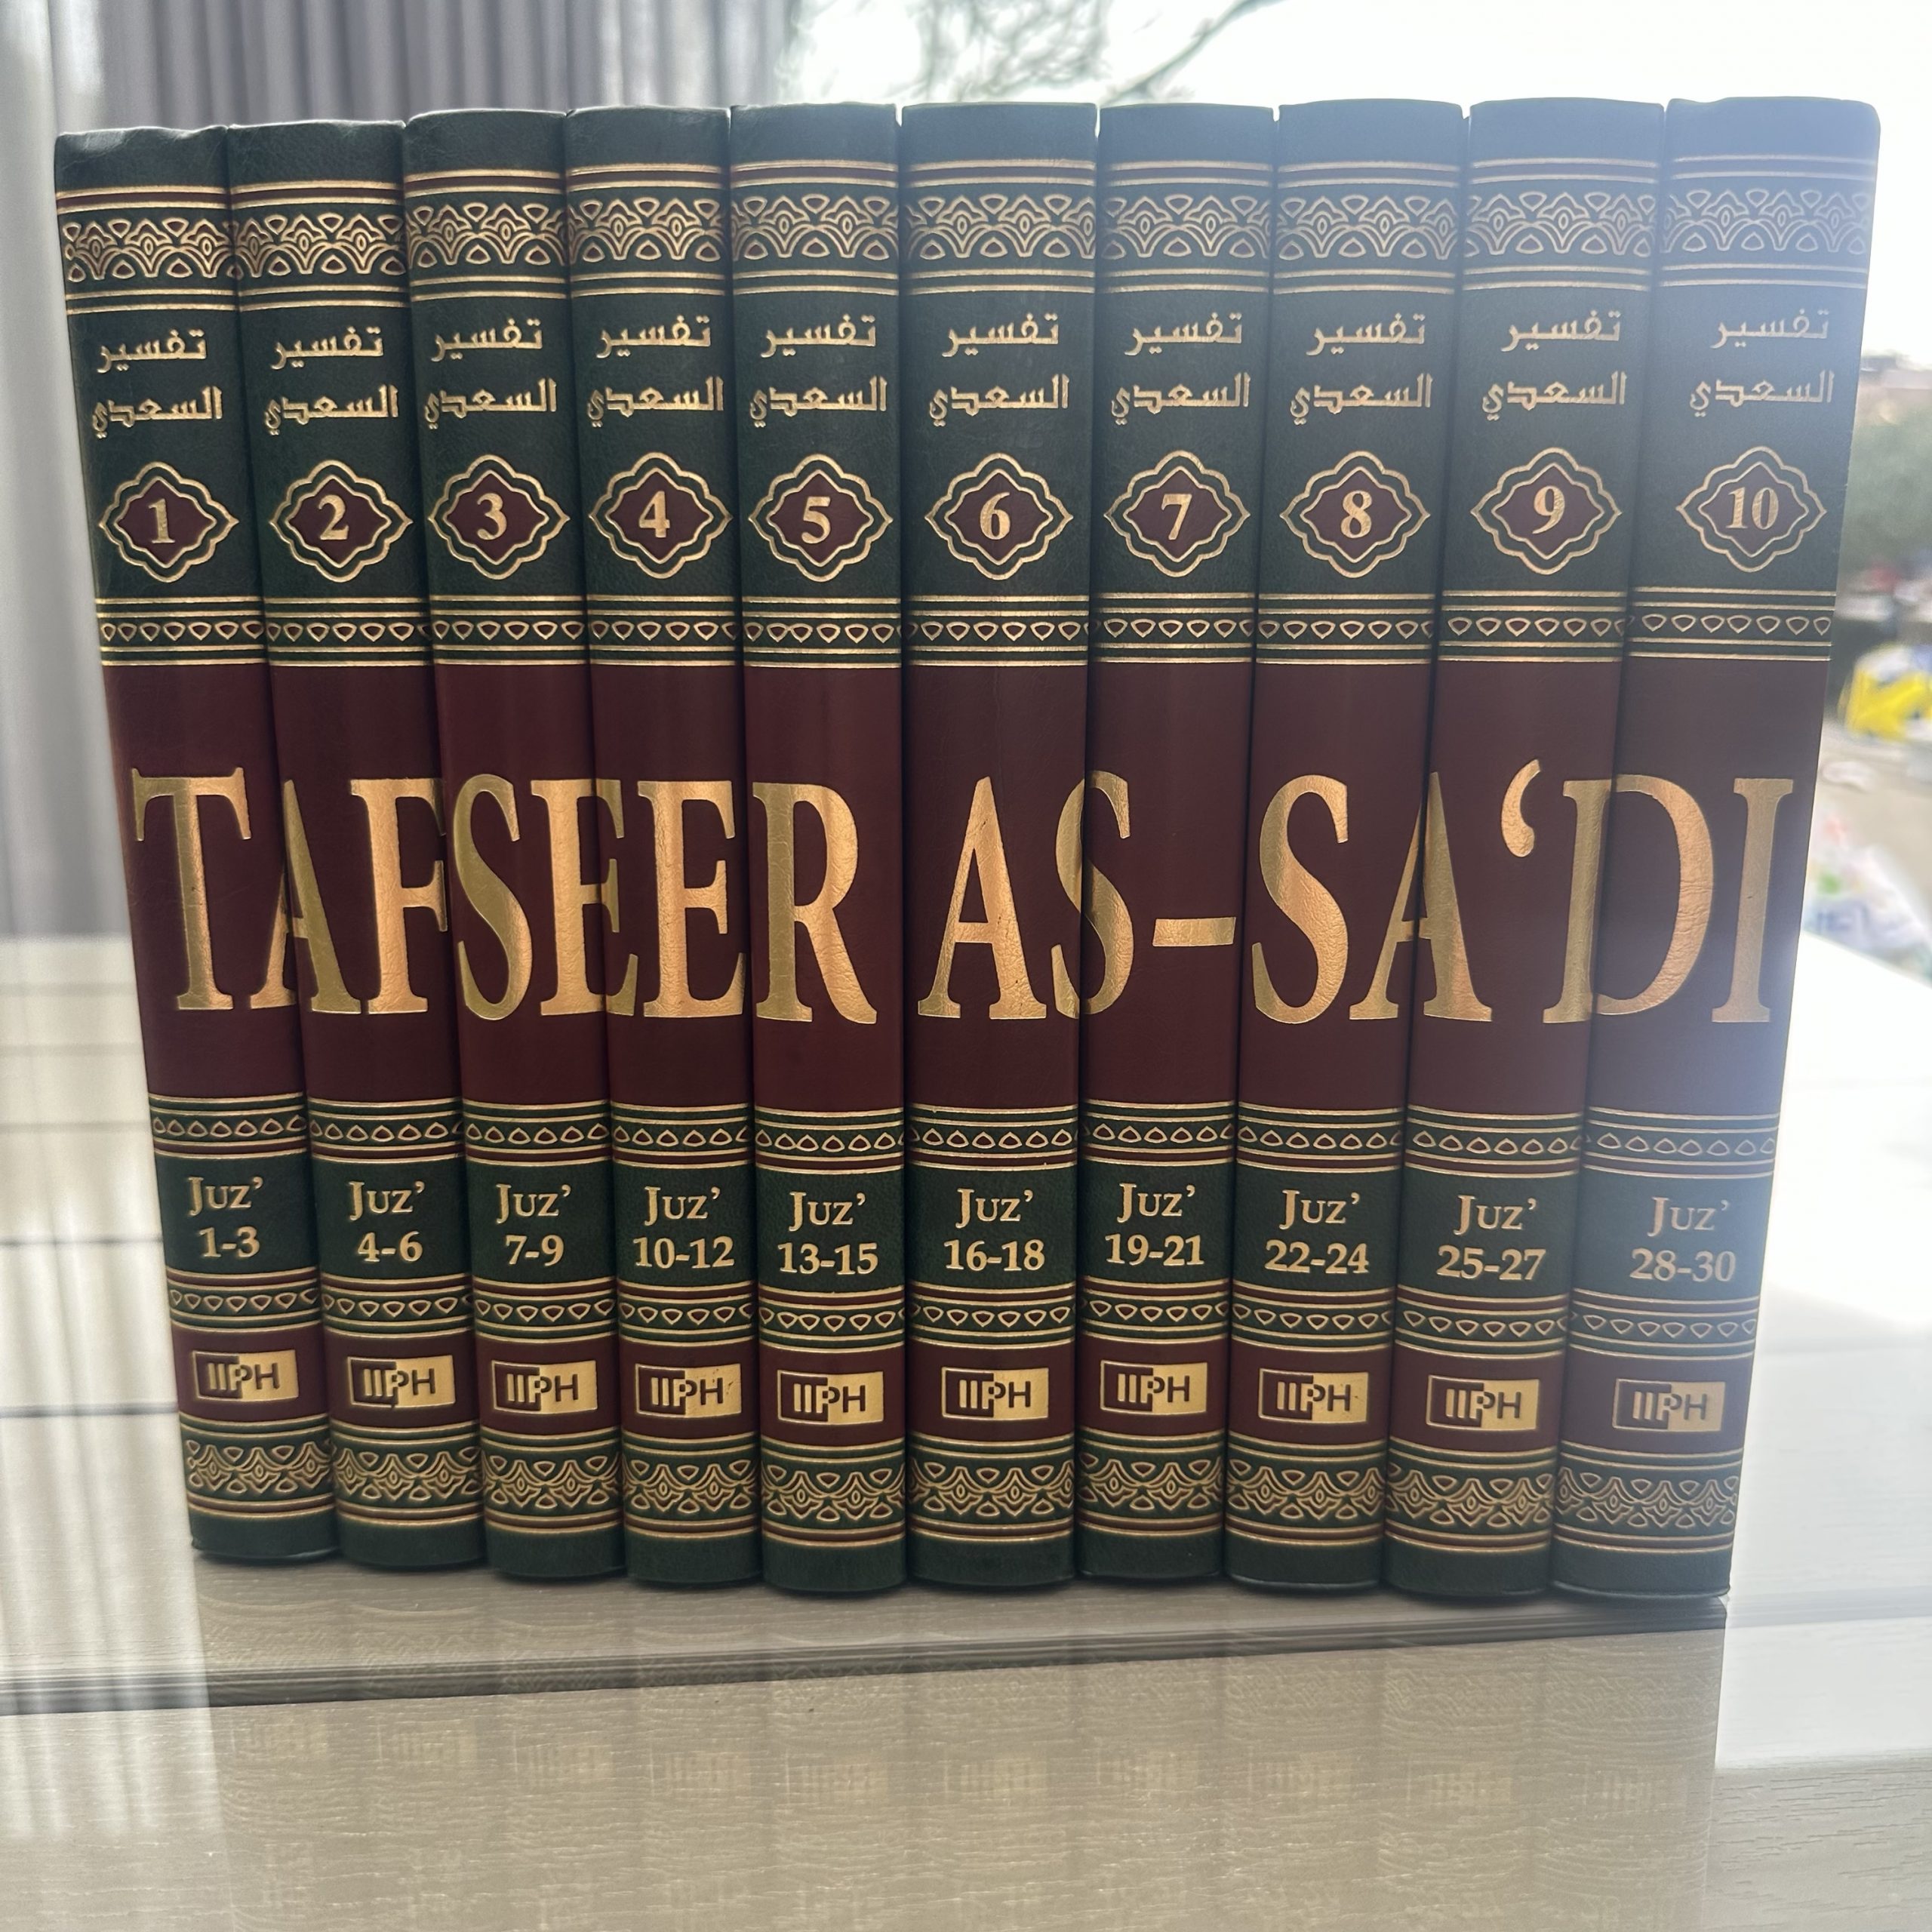 تفسير
السعدي
1
تفسير
السعدي
2
تفسير
السعدي
3
تفسير
السعدي
4
تفسير
السعدي
5
تفسير
السعدي
6
تفسير
السعدي
7
تفسير
السعدي
8
تفسير
السعدي
9
تفسير
السعدي
10
TAFSEER AS-SA‘DI
Juz’
1-3
Juz’
4-6
Juz’
7-9
Juz’
10-12
Juz’
13-15
Juz’
16-18
Juz’
19-21
Juz’
22-24
Juz’
25-27
Juz’
28-30
IIPH
IIPH
IIPH
IIPH
IIPH
IIPH
IIPH
IIPH
IIPH
IIPH